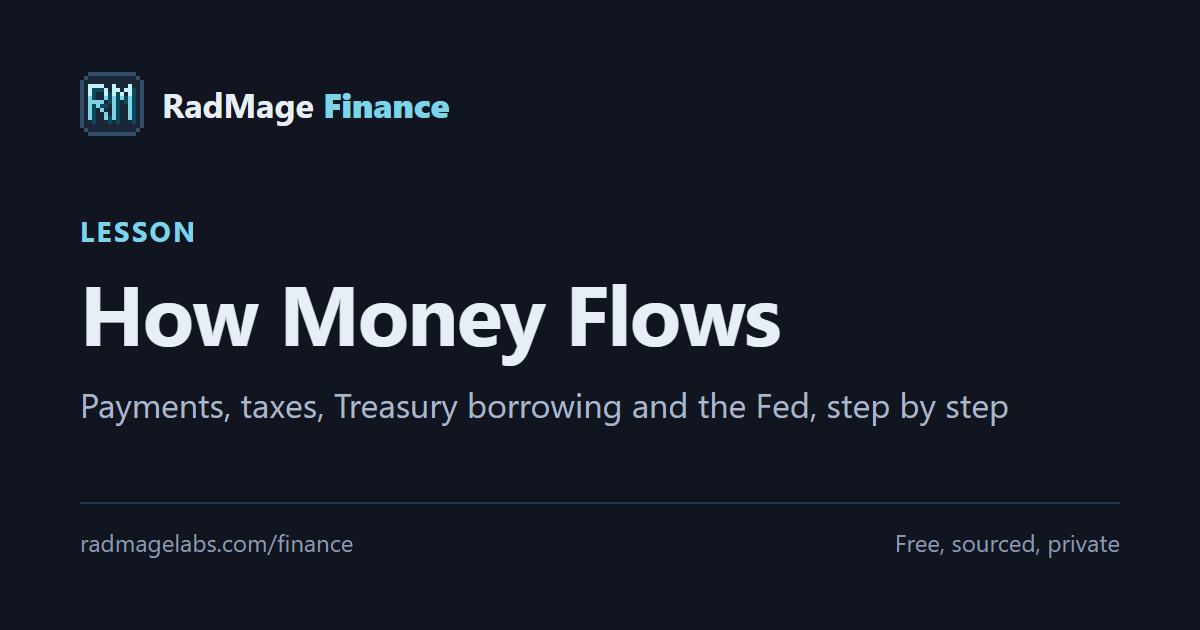 RM
RadMage Finance
LESSON
How Money Flows
Payments, taxes, Treasury borrowing and the Fed, step by step
radmagelabs.com/finance
Free, sourced, private